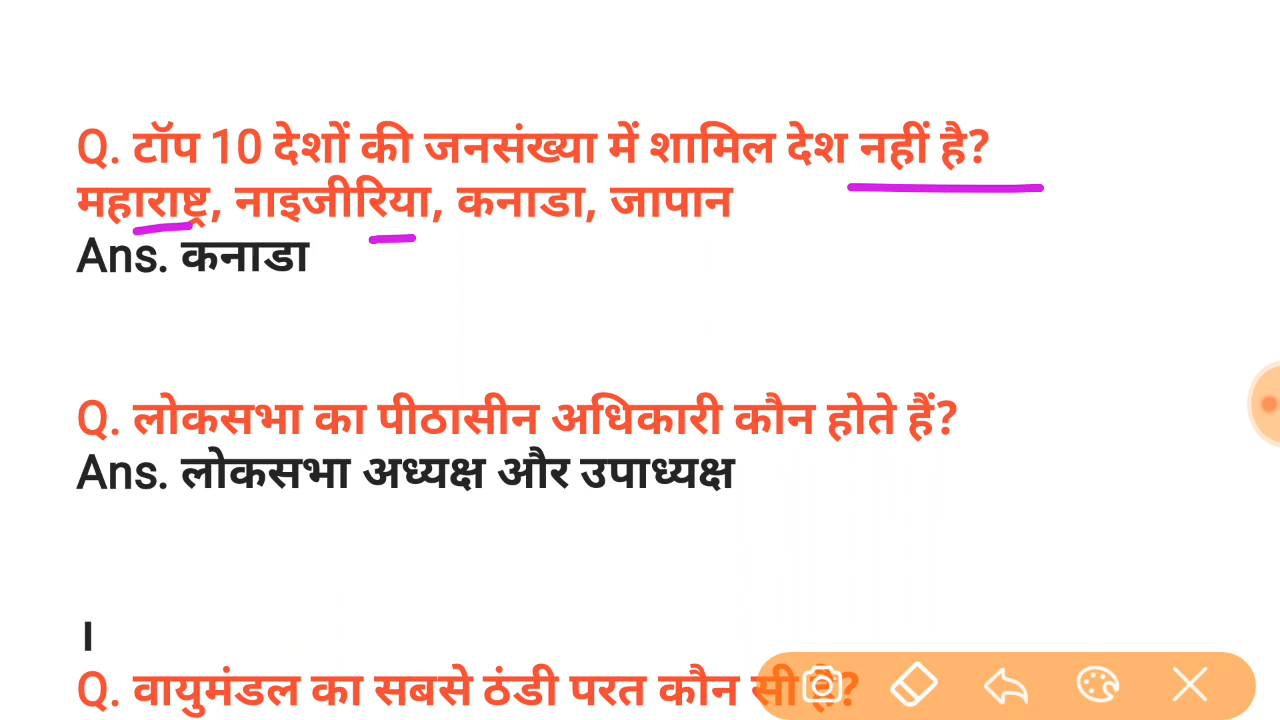 Q. टॉप 10 देशों की जनसंख्या में शामिल देश नहीं है?
महाराष्ट्र, नाइजीरिया, कनाडा, जापान
Ans. कनाडा
Q. लोकसभा का पीठासीन अधिकारी कौन होते हैं?
Ans. लोकसभा अध्यक्ष और उपाध्यक्ष
।
Q. वायुमंडल का सबसे ठंडी परत कौन सी है?